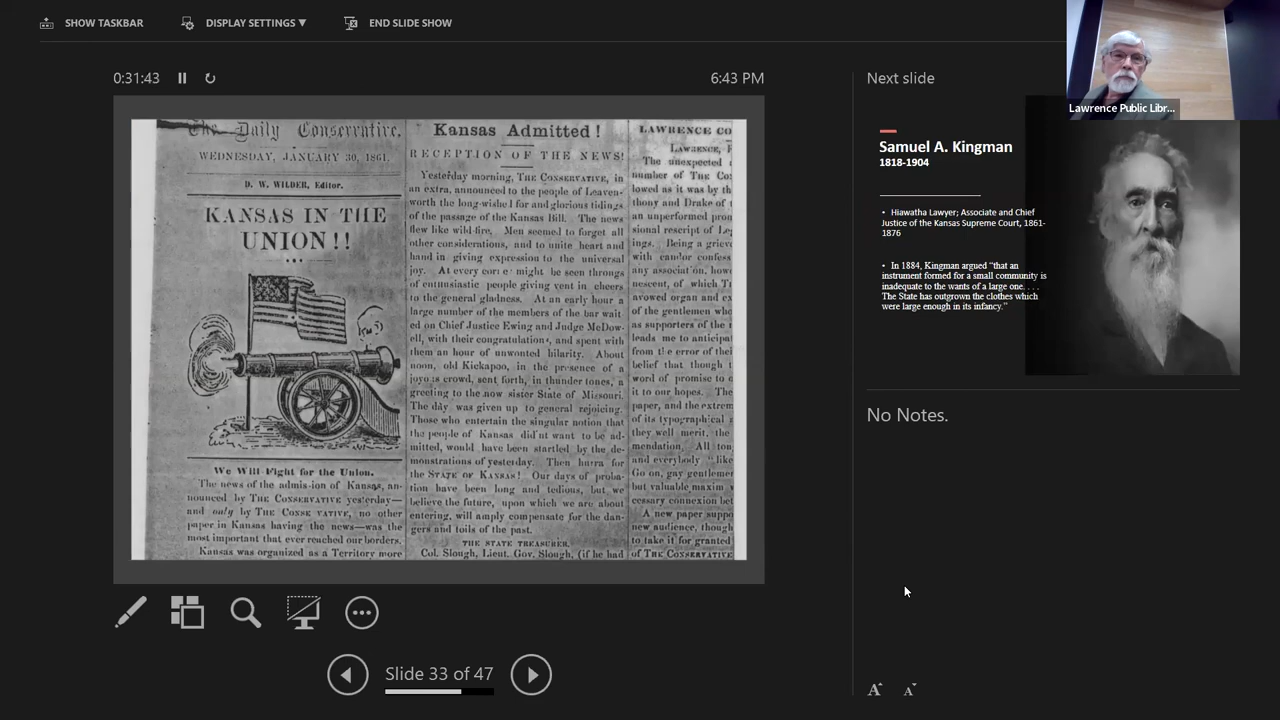 SHOW TASKBAR
DISPLAY SETTINGS ▼
END SLIDE SHOW
0:31:43
6:43 PM
The Daily Conservative.
WEDNESDAY, JANUARY 30, 1861.
D. W. WILDER, Editor.
KANSAS IN THE
UNION!!
We Will Fight for the Union.
The news of the admis-ion of Kansas, an-
nounced by THE CONSERVATIVE yesterday—
and only by THE CONSE VATIVE, no other
paper in Kansas having the news—was the
most important that ever reached our borders.
Kansas was organized as a Territory more
Kansas Admitted!
RECEPTION OF THE NEWS!
Yesterday morning, THE CONSERVATIVE, in
an extra, announced to the people of Leaven-
worth the long-wished for and glorious tidings
of the passage of the Kansas Bill. The news
flew like wild-fire. Men seemed to forget all
other considerations, and to unite heart and
hand in giving expression to the universal
joy. At every corner might be seen throngs
of enthusiastic people giving vent in cheers
to the general gladness. At an early hour a
large number of the members of the bar wait
ed on Chief Justice Ewing and Judge McDow-
ell, with their congratulations, and spent with
them an hour of unwonted hilarity. About
noon, old Kickapoo, in the presence of a
joyous crowd, sent forth, in thunder tones, a
greeting to the now sister State of Missouri.
The day was given up to general rejoicing.
Those who entertain the singular notion that
the people of Kansas did'nt want to be ad-
mitted, would have been startled by the de-
monstrations of yesterday. Then hurra for
the STATE OF KANSAS! Our days of proba-
tion have been long and tedious, but we
believe the future, upon which we are about
entering, will amply compensate for the dan-
gers and toils of the past.
THE STATE TREASURER.
Col. Slough, Lieut. Gov. Slough, (if he had
LAWRENCE CO
LAWRENCE, F
The unexpected
number of THE CO
lowed as it was by th
thony and Drake of
an unperformed pro
sional rescript of Le
ings. Being a griev
with candor confess
any association, how
nescent, of which T
avowed organ and ex
of the gentlemen who
as supporters of the
leads me to anticipa
from the error of thei
belief that though
word of promise to
it to our hopes. The
paper, and the extrem
of its typographical
they well merit, the
mendation. All ton
and everybody "like
Go on, gay gentlemen
but valuable maxim
cessary connexion bet
A new paper suppo
new audience, though
to take it for granted
of THE CONSERVATIVE
Slide 33 of 47
Next slide
Samuel A. Kingman
1818-1904
• Hiawatha Lawyer; Associate and Chief
Justice of the Kansas Supreme Court, 1861-
1876
• In 1884, Kingman argued "that an
instrument formed for a small community is
inadequate to the wants of a large one. . . .
The State has outgrown the clothes which
were large enough in its infancy."
No Notes.
A A
Lawrence Public Libr...